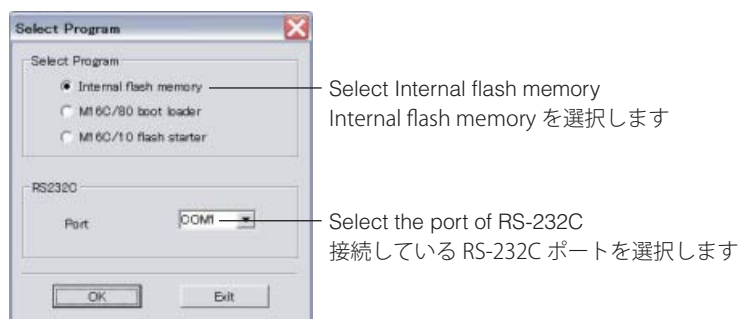 Select Program
Select Program
Internal flash memory
M16C/80 boot loader
M16C/10 flash starter
Select Internal flash memory
Internal flash memory を選択します
RS232C
Port
COM1
Select the port of RS-232C
接続している RS-232C ポートを選択します
OK
Exit